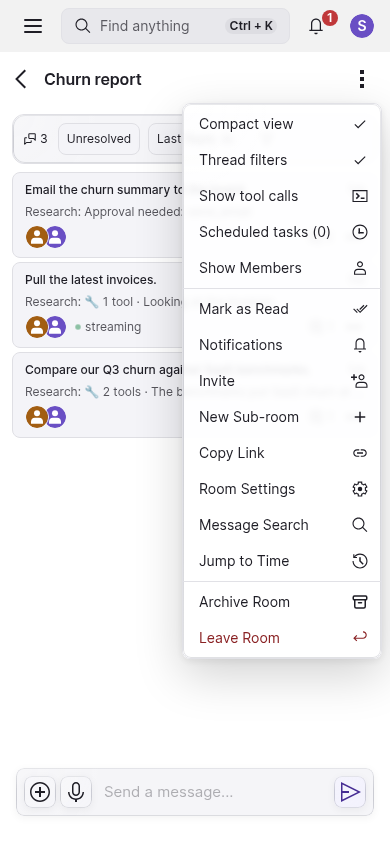 Find anything
Ctrl + K
1
S
Churn report
3
Unresolved
Last
Email the churn summary to
Research: Approval needed:
Pull the latest invoices.
Research: 🔧 1 tool · Lookin
streaming
Compare our Q3 churn agai
Research: 🔧 2 tools · The b
Compact view
Thread filters
Show tool calls
Scheduled tasks (0)
Show Members
Mark as Read
Notifications
Invite
New Sub-room
Copy Link
Room Settings
Message Search
Jump to Time
Archive Room
Leave Room
Send a message...